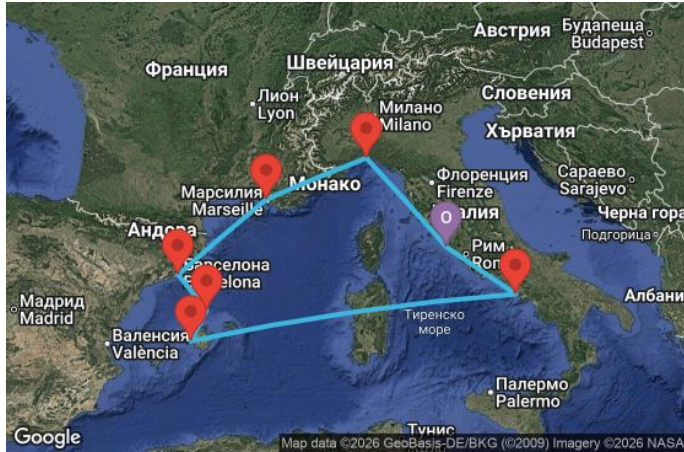 Австрия
Будапеща
Budapest
Швейцария
Франция
Лион
Lyon
Словения
Милано
Milano
Хърватия
Марсилия
Marseille
Монако
Флоренция
Firenze
Сараево
Sarajevo
O
Андора
Черна гора
Подгорица
Рим
Барселона
Мадрид
Madrid
Валенсия
València
Тиренско
море
Палермо
Palermo
Тунис
Google
Map data ©2026 GeoBasis-DE/BKG (©2009) Imagery ©2026 NASA